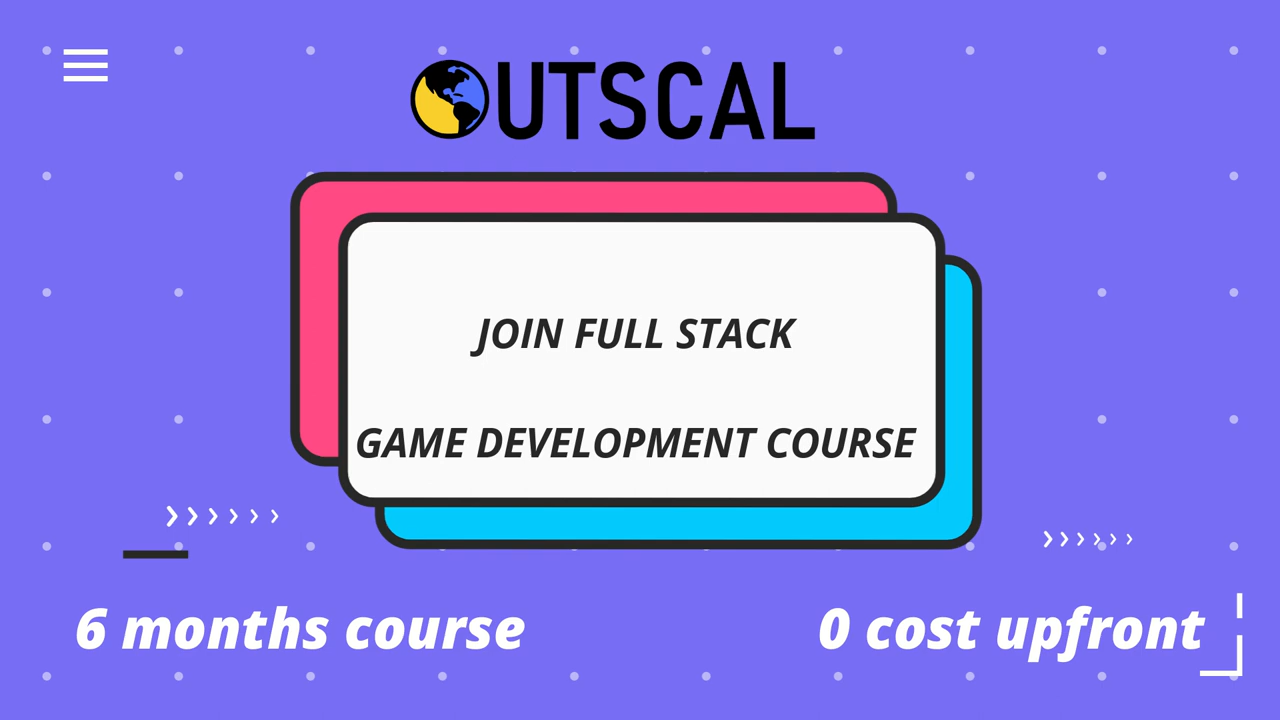 OUTSCAL
JOIN FULL STACK
GAME DEVELOPMENT COURSE
6 months course
0 cost upfront